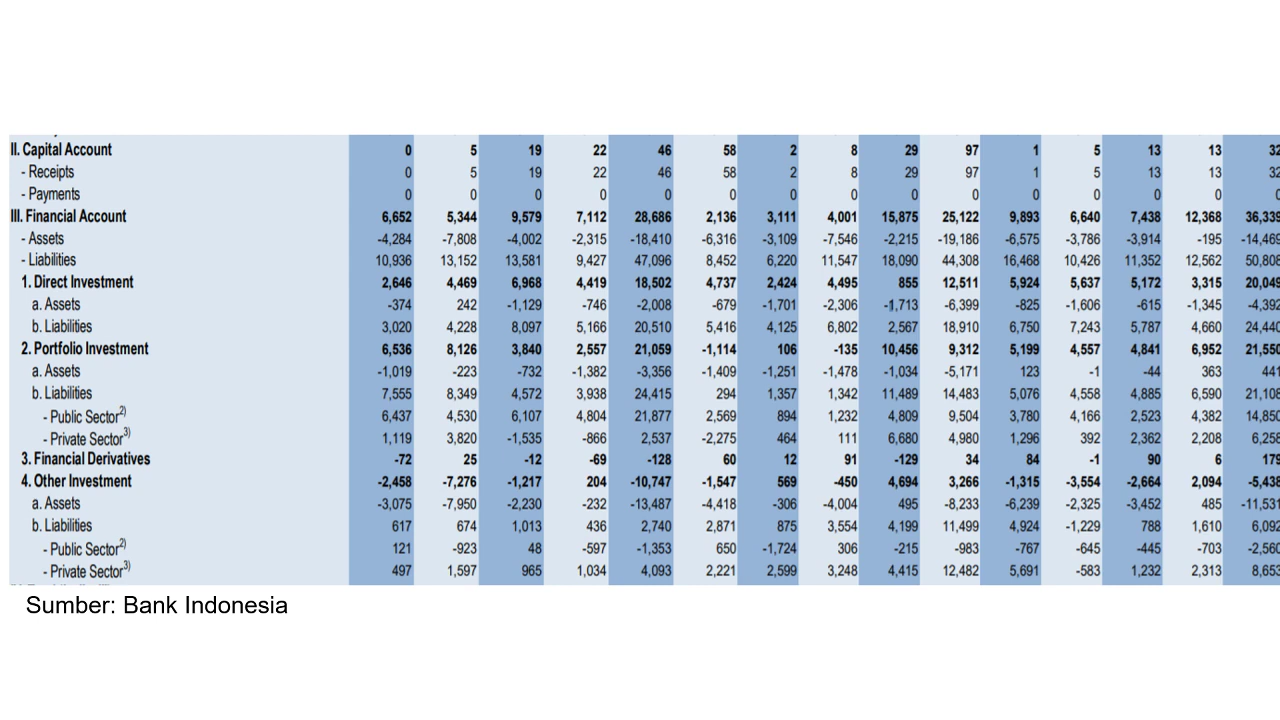 II. Capital Account 0 5 19 22 46 58 2 8 29 97 1 5 13 13 32
- Receipts 0 5 19 22 46 58 2 8 29 97 1 5 13 13 32
- Payments 0 0 0 0 0 0 0 0 0 0 0 0 0 0 0
III. Financial Account 6,652 5,344 9,579 7,112 28,686 2,136 3,111 4,001 15,875 25,122 9,893 6,640 7,438 12,368 36,339
- Assets -4,284 -7,808 -4,002 -2,315 -18,410 -6,316 -3,109 -7,546 -2,215 -19,186 -6,575 -3,786 -3,914 -195 -14,469
- Liabilities 10,936 13,152 13,581 9,427 47,096 8,452 6,220 11,547 18,090 44,308 16,468 10,426 11,352 12,562 50,808
1. Direct Investment 2,646 4,469 6,968 4,419 18,502 4,737 2,424 4,495 855 12,511 5,924 5,637 5,172 3,315 20,049
a. Assets -374 242 -1,129 -746 -2,008 -679 -1,701 -2,306 -1,713 -6,399 -825 -1,606 -615 -1,345 -4,392
b. Liabilities 3,020 4,228 8,097 5,166 20,510 5,416 4,125 6,802 2,567 18,910 6,750 7,243 5,787 4,660 24,440
2. Portfolio Investment 6,536 8,126 3,840 2,557 21,059 -1,114 106 -135 10,456 9,312 5,199 4,557 4,841 6,952 21,550
a. Assets -1,019 -223 -732 -1,382 -3,356 -1,409 -1,251 -1,478 -1,034 -5,171 123 -1 -44 363 441
b. Liabilities 7,555 8,349 4,572 3,938 24,415 294 1,357 1,342 11,489 14,483 5,076 4,558 4,885 6,590 21,108
- Public Sector2) 6,437 4,530 6,107 4,804 21,877 2,569 894 1,232 4,809 9,504 3,780 4,166 2,523 4,382 14,850
- Private Sector3) 1,119 3,820 -1,535 -866 2,537 -2,275 464 111 6,680 4,980 1,296 392 2,362 2,208 6,258
3. Financial Derivatives -72 25 -12 -69 -128 60 12 91 -129 34 84 -1 90 6 179
4. Other Investment -2,458 -7,276 -1,217 204 -10,747 -1,547 569 -450 4,694 3,266 -1,315 -3,554 -2,664 2,094 -5,438
a. Assets -3,075 -7,950 -2,230 -232 -13,487 -4,418 -306 -4,004 495 -8,233 -6,239 -2,325 -3,452 485 -11,531
b. Liabilities 617 674 1,013 436 2,740 2,871 875 3,554 4,199 11,499 4,924 -1,229 788 1,610 6,092
- Public Sector2) 121 -923 48 -597 -1,353 650 -1,724 306 -215 -983 -767 -645 -445 -703 -2,560
- Private Sector3) 497 1,597 965 1,034 4,093 2,221 2,599 3,248 4,415 12,482 5,691 -583 1,232 2,313 8,653
Sumber: Bank Indonesia